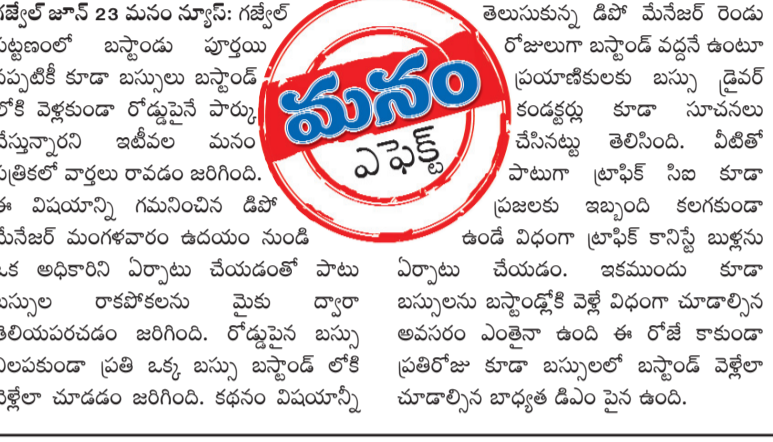 గజ్వేల్ జూన్ 23 మనం న్యూస్: గజ్వేల్
పట్టణంలో బస్టాండు పూర్తయి
నప్పటికీ కూడా బస్సులు బస్టాండ్
లోకి వెళ్లకుండా రోడ్డుపైనే పార్కు
చేస్తున్నారని ఇటీవల మనం
పత్రికలో వార్తలు రావడం జరిగింది.
ఈ విషయాన్ని గమనించిన డిపో
మేనేజర్ మంగళవారం ఉదయం నుండి
ఒక అధికారిని ఏర్పాటు చేయడంతో పాటు
బస్సుల రాకపోకలను మైకు ద్వారా
తెలియపరచడం జరిగింది. రోడ్డుపైన బస్సు
నిలపకుండా ప్రతి ఒక్క బస్సు బస్టాండ్ లోకి
వెళ్లేలా చూడడం జరిగింది. కథనం విషయాన్నీ
మనం
ఎఫెక్ట్
తెలుసుకున్న డిపో మేనేజర్ రెండు
రోజులుగా బస్టాండ్ వద్దనే ఉంటూ
ప్రయాణికులకు బస్సు డ్రైవర్
కండక్టర్లు కూడా సూచనలు
చేసినట్టు తెలిసింది. వీటితో
పాటుగా ట్రాఫిక్ సిఐ కూడా
ప్రజలకు ఇబ్బంది కలగకుండా
ఉండే విధంగా ట్రాఫిక్ కానిస్టే బుళ్లను
ఏర్పాటు చేయడం. ఇకముందు కూడా
బస్సులను బస్టాండ్లోకి వెళ్లే విధంగా చూడాల్సిన
అవసరం ఎంతైనా ఉంది ఈ రోజే కాకుండా
ప్రతిరోజు కూడా బస్సులలో బస్టాండ్ వెళ్లేలా
చూడాల్సిన బాధ్యత డిఎం పైన ఉంది.